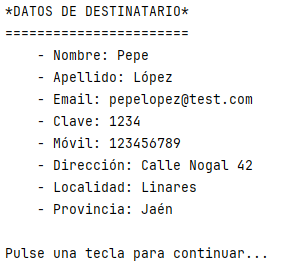 *DATOS DE DESTINATARIO*
=======================
- Nombre: Pepe
- Apellido: López
- Email: pepelopez@test.com
- Clave: 1234
- Móvil: 123456789
- Dirección: Calle Nogal 42
- Localidad: Linares
- Provincia: Jaén
Pulse una tecla para continuar...